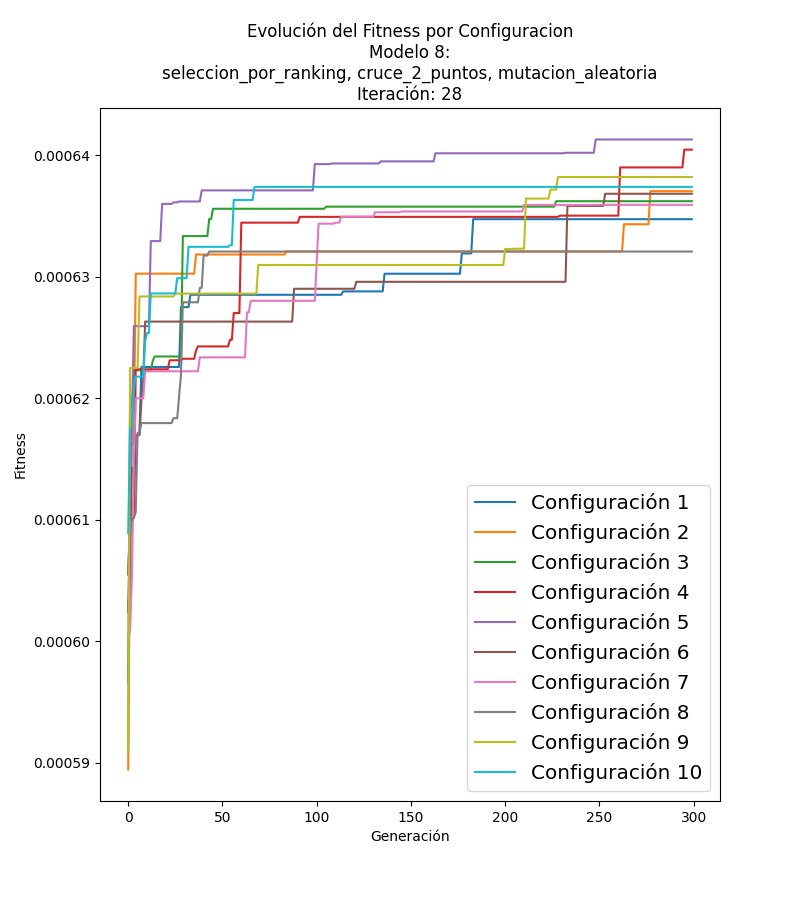 Evolución del Fitness por Configuracion
Modelo 8:
seleccion_por_ranking, cruce_2_puntos, mutacion_aleatoria
Iteración: 28
0.00064
0.00063
0.00062
0.00061
0.00060
0.00059
Fitness
Configuración 1
Configuración 2
Configuración 3
Configuración 4
Configuración 5
Configuración 6
Configuración 7
Configuración 8
Configuración 9
Configuración 10
0 50 100 150 200 250 300
Generación